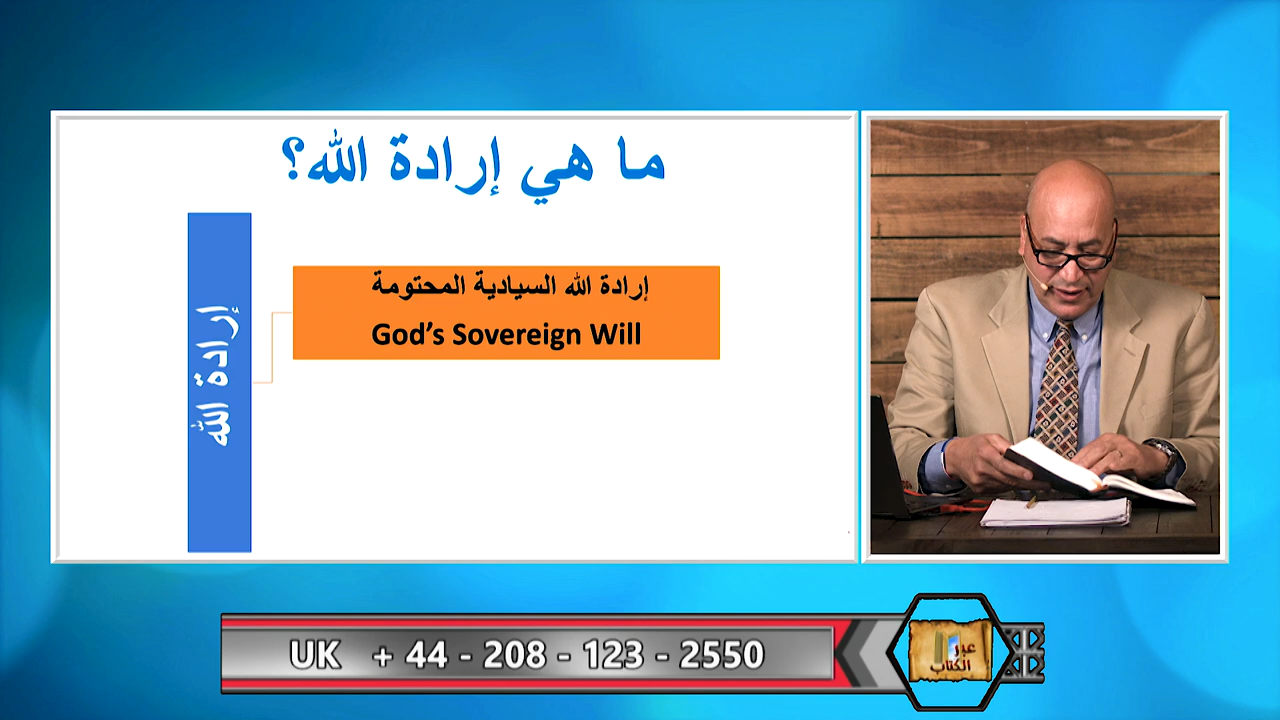 ما هي إرادة الله؟
إرادة الله
إرادة الله السيادية المحتومة
God's Sovereign Will
UK + 44 - 208 - 123 - 2550
عبر
الكتاب